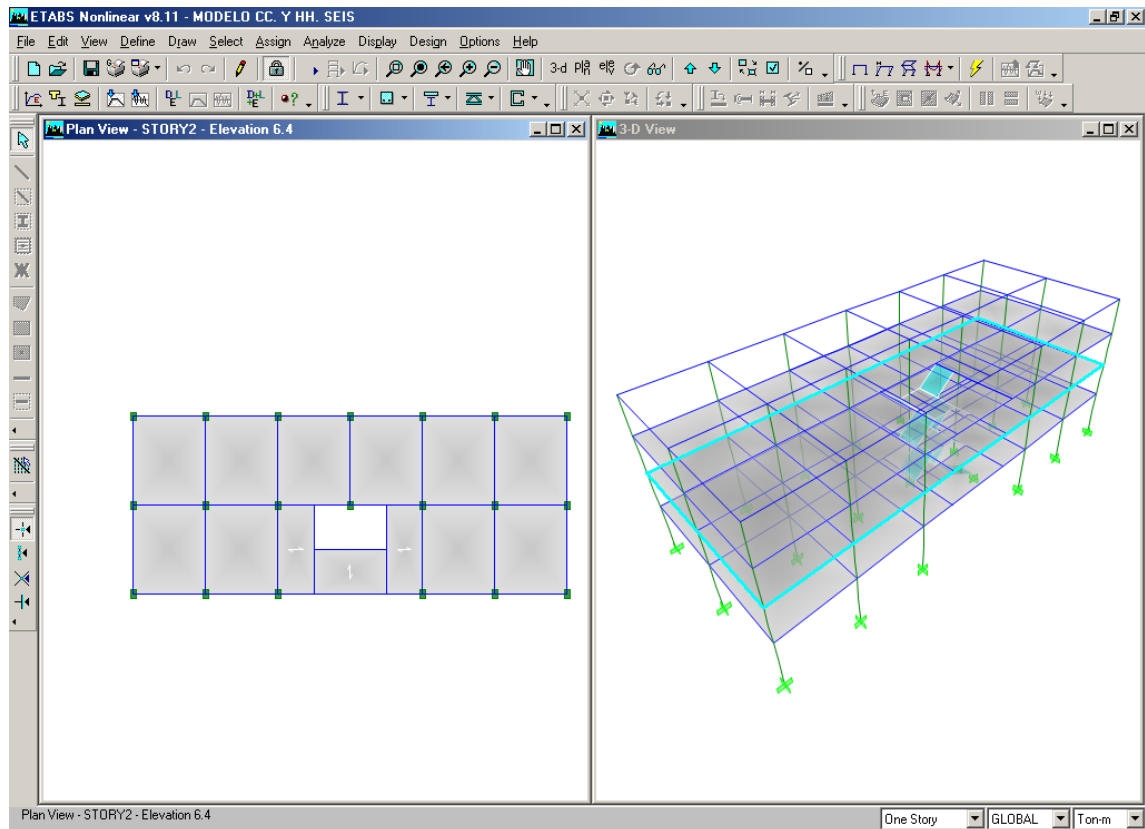 ETABS Nonlinear v8.11 - MODELO CC. Y HH. SEIS
File Edit View Define Draw Select Assign Analyze Display Design Options Help
3-d
Plan View - STORY2 - Elevation 6.4
3-D View
Plan View - STORY2 - Elevation 6.4
One Story
GLOBAL
Ton-m